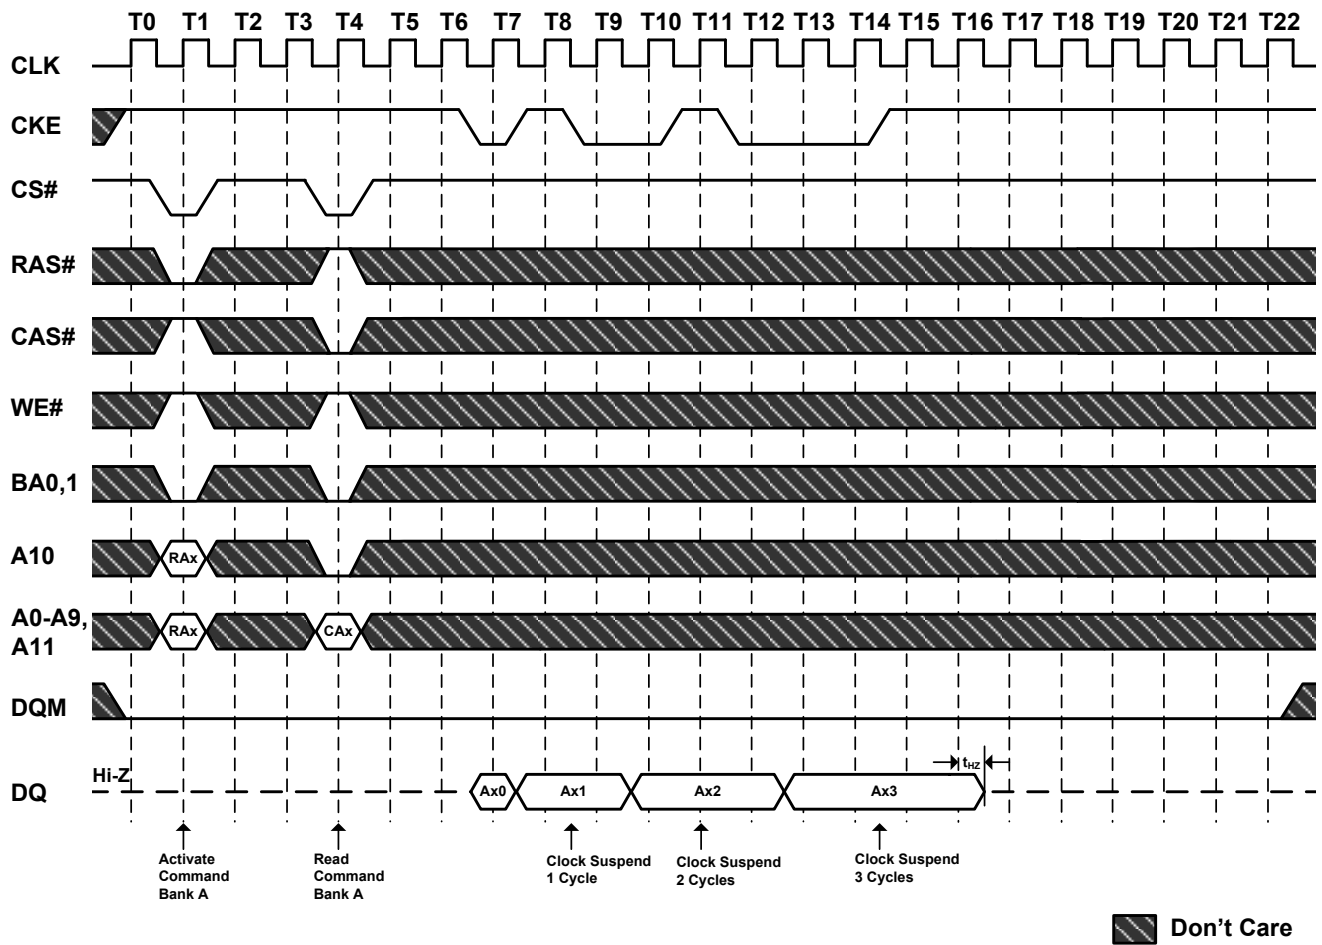 T0 T1 T2 T3 T4 T5 T6 T7 T8 T9 T10 T11 T12 T13 T14 T15 T16 T17 T18 T19 T20 T21 T22
CLK
CKE
CS#
RAS#
CAS#
WE#
BA0,1
A10
RAx
A0-A9,
A11
RAx CAx
DQM
Hi-Z
tHZ
DQ
Ax0 Ax1 Ax2 Ax3
Activate
Command
Bank A
Read
Command
Bank A
Clock Suspend
1 Cycle
Clock Suspend
2 Cycles
Clock Suspend
3 Cycles
Don't Care